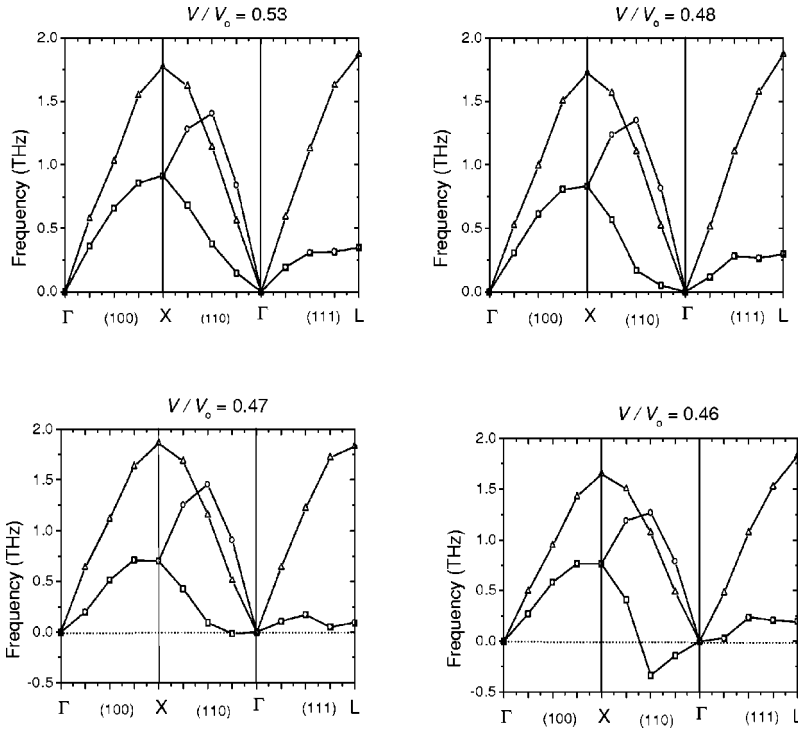 V / Vo = 0.53
V / Vo = 0.48
2.0
1.5
1.0
0.5
0.0
Frequency (THz)
Γ (100) X (110) Γ (111) L
2.0
1.5
1.0
0.5
0.0
Frequency (THz)
Γ (100) X (110) Γ (111) L
V / Vo = 0.47
V / Vo = 0.46
2.0
1.5
1.0
0.5
0.0
-0.5
Frequency (THz)
Γ (100) X (110) Γ (111) L
2.0
1.5
1.0
0.5
0.0
-0.5
Frequency (THz)
Γ (100) X (110) Γ (111) L